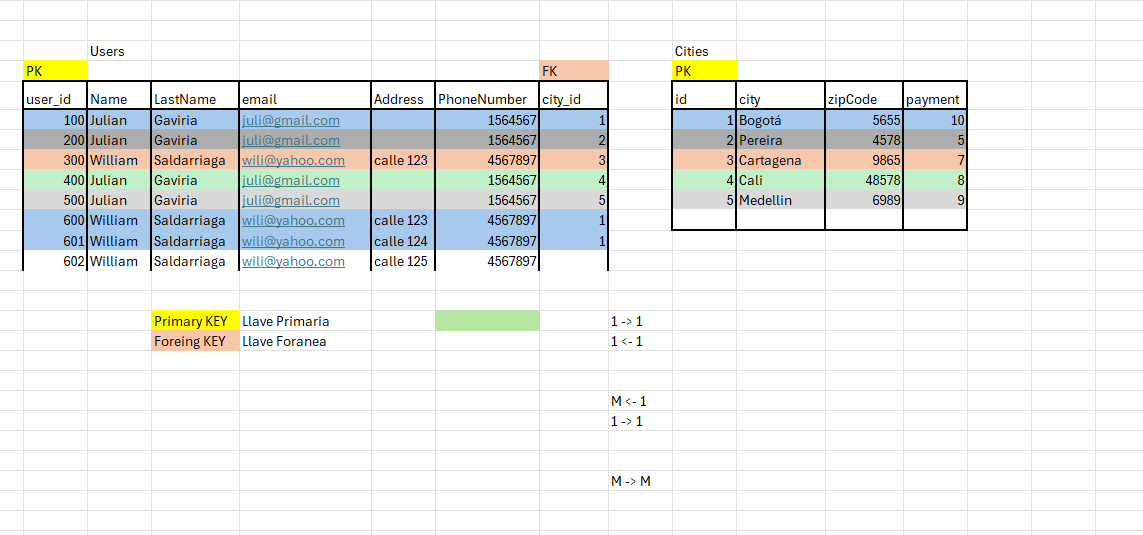 Users Cities
PK FK PK
user_id Name LastName email Address PhoneNumber city_id id city zipCode payment
100 Julian Gaviria juli@gmail.com 1564567 1 1 Bogotá 5655 10
200 Julian Gaviria juli@gmail.com 1564567 2 2 Pereira 4578 5
300 William Saldarriaga wili@yahoo.com calle 123 4567897 3 3 Cartagena 9865 7
400 Julian Gaviria juli@gmail.com 1564567 4 4 Cali 48578 8
500 Julian Gaviria juli@gmail.com 1564567 5 5 Medellin 6989 9
600 William Saldarriaga wili@yahoo.com calle 123 4567897 1
601 William Saldarriaga wili@yahoo.com calle 124 4567897 1
602 William Saldarriaga wili@yahoo.com calle 125 4567897
Primary KEY Llave Primaria 1 -> 1
Foreing KEY Llave Foranea 1 <- 1
M <- 1
1 -> 1
M -> M